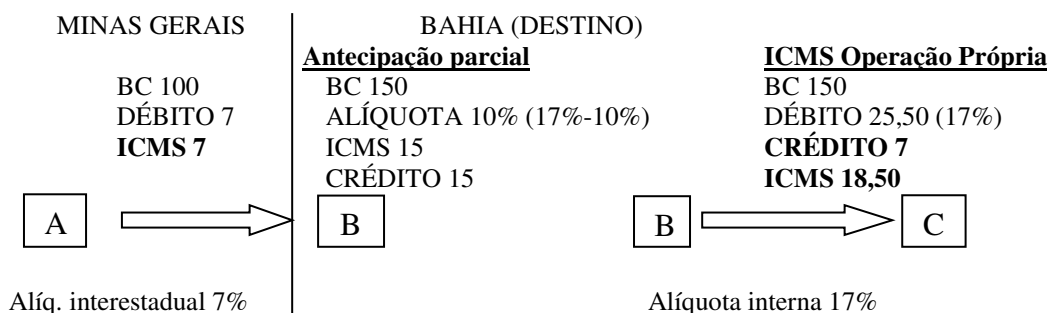 MINAS GERAIS
BAHIA (DESTINO)
Antecipação parcial
ICMS Operação Própria
BC 100
BC 150
BC 150
DÉBITO 7
ALÍQUOTA 10% (17%-10%)
DÉBITO 25,50 (17%)
ICMS 7
ICMS 15
CRÉDITO 7
CRÉDITO 15
ICMS 18,50
A
B
B
C
Alíq. interestadual 7%
Alíquota interna 17%